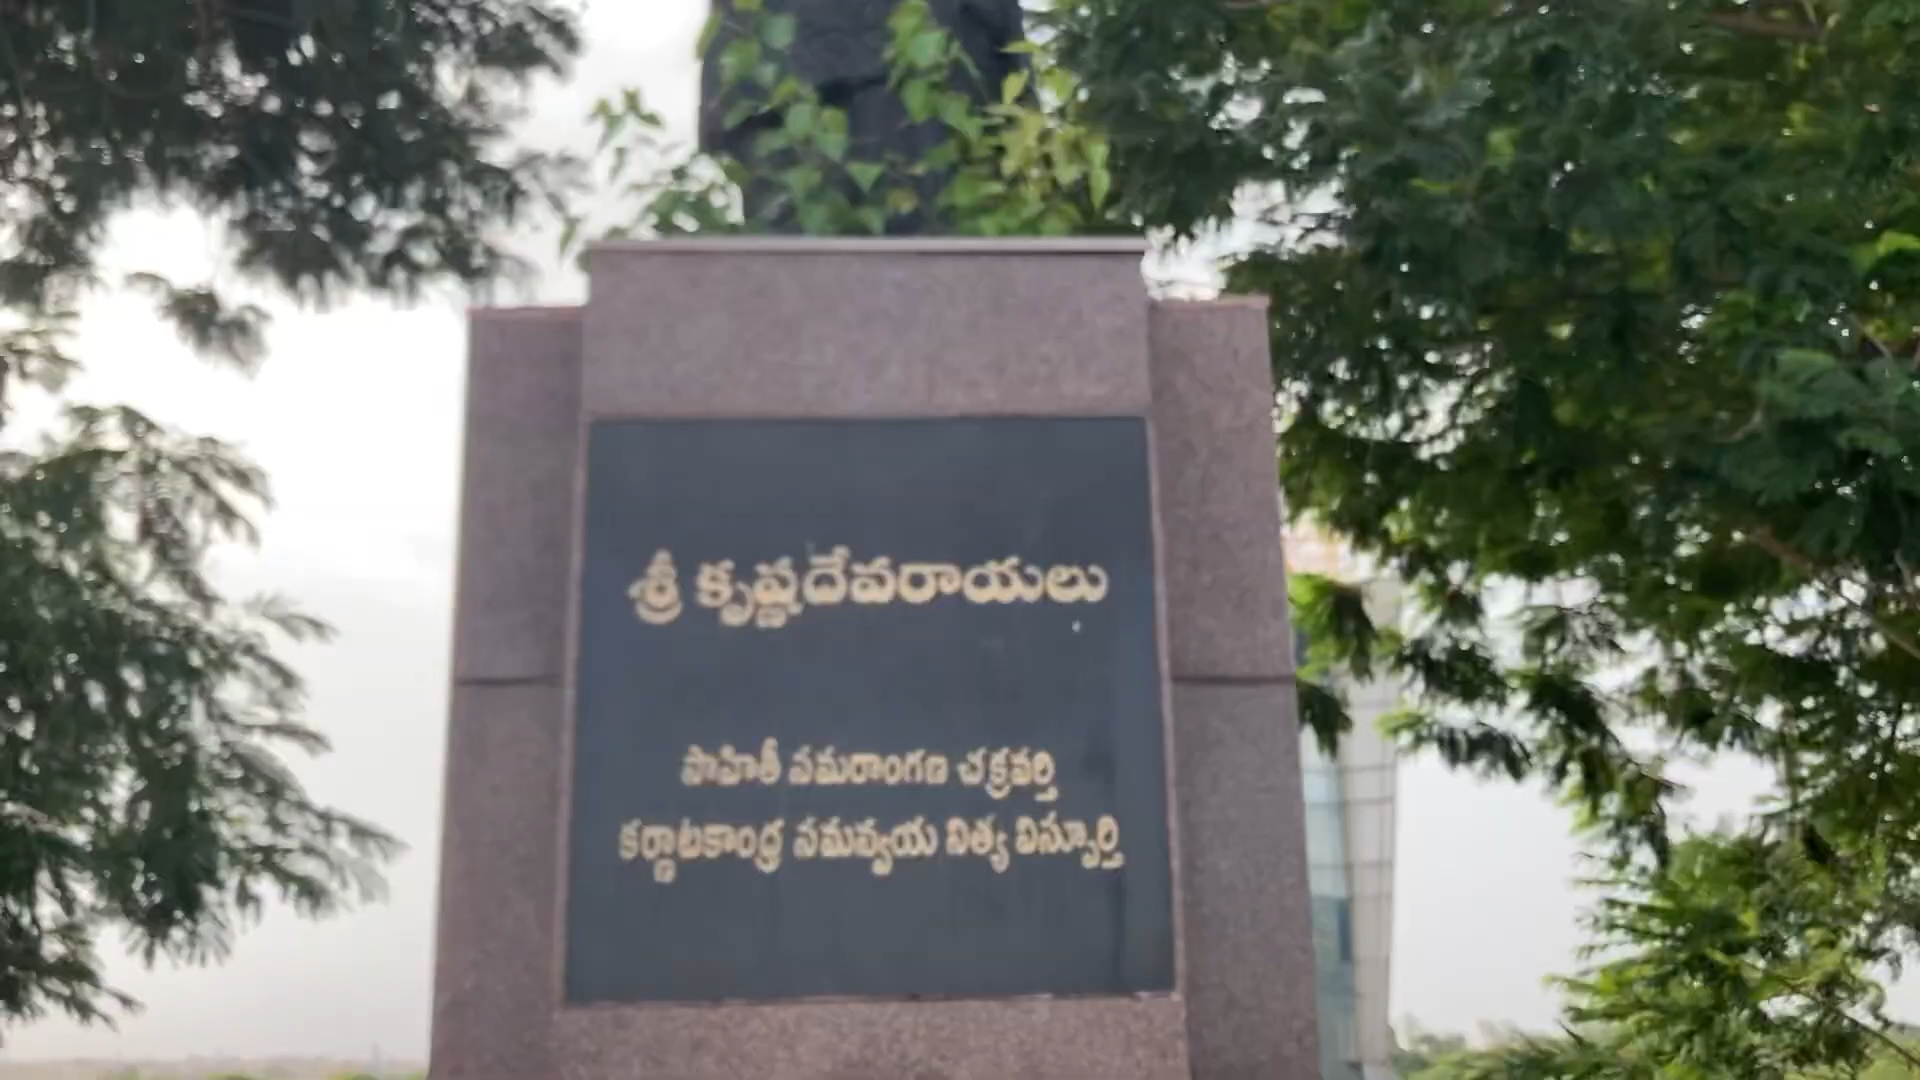 శ్రీ కృష్ణదేవరాయలు
సాహితీ సమరాంగణ చక్రవర్తి
కర్ణాటకాంధ్ర సమన్వయ నిత్య విస్ఫూర్తి